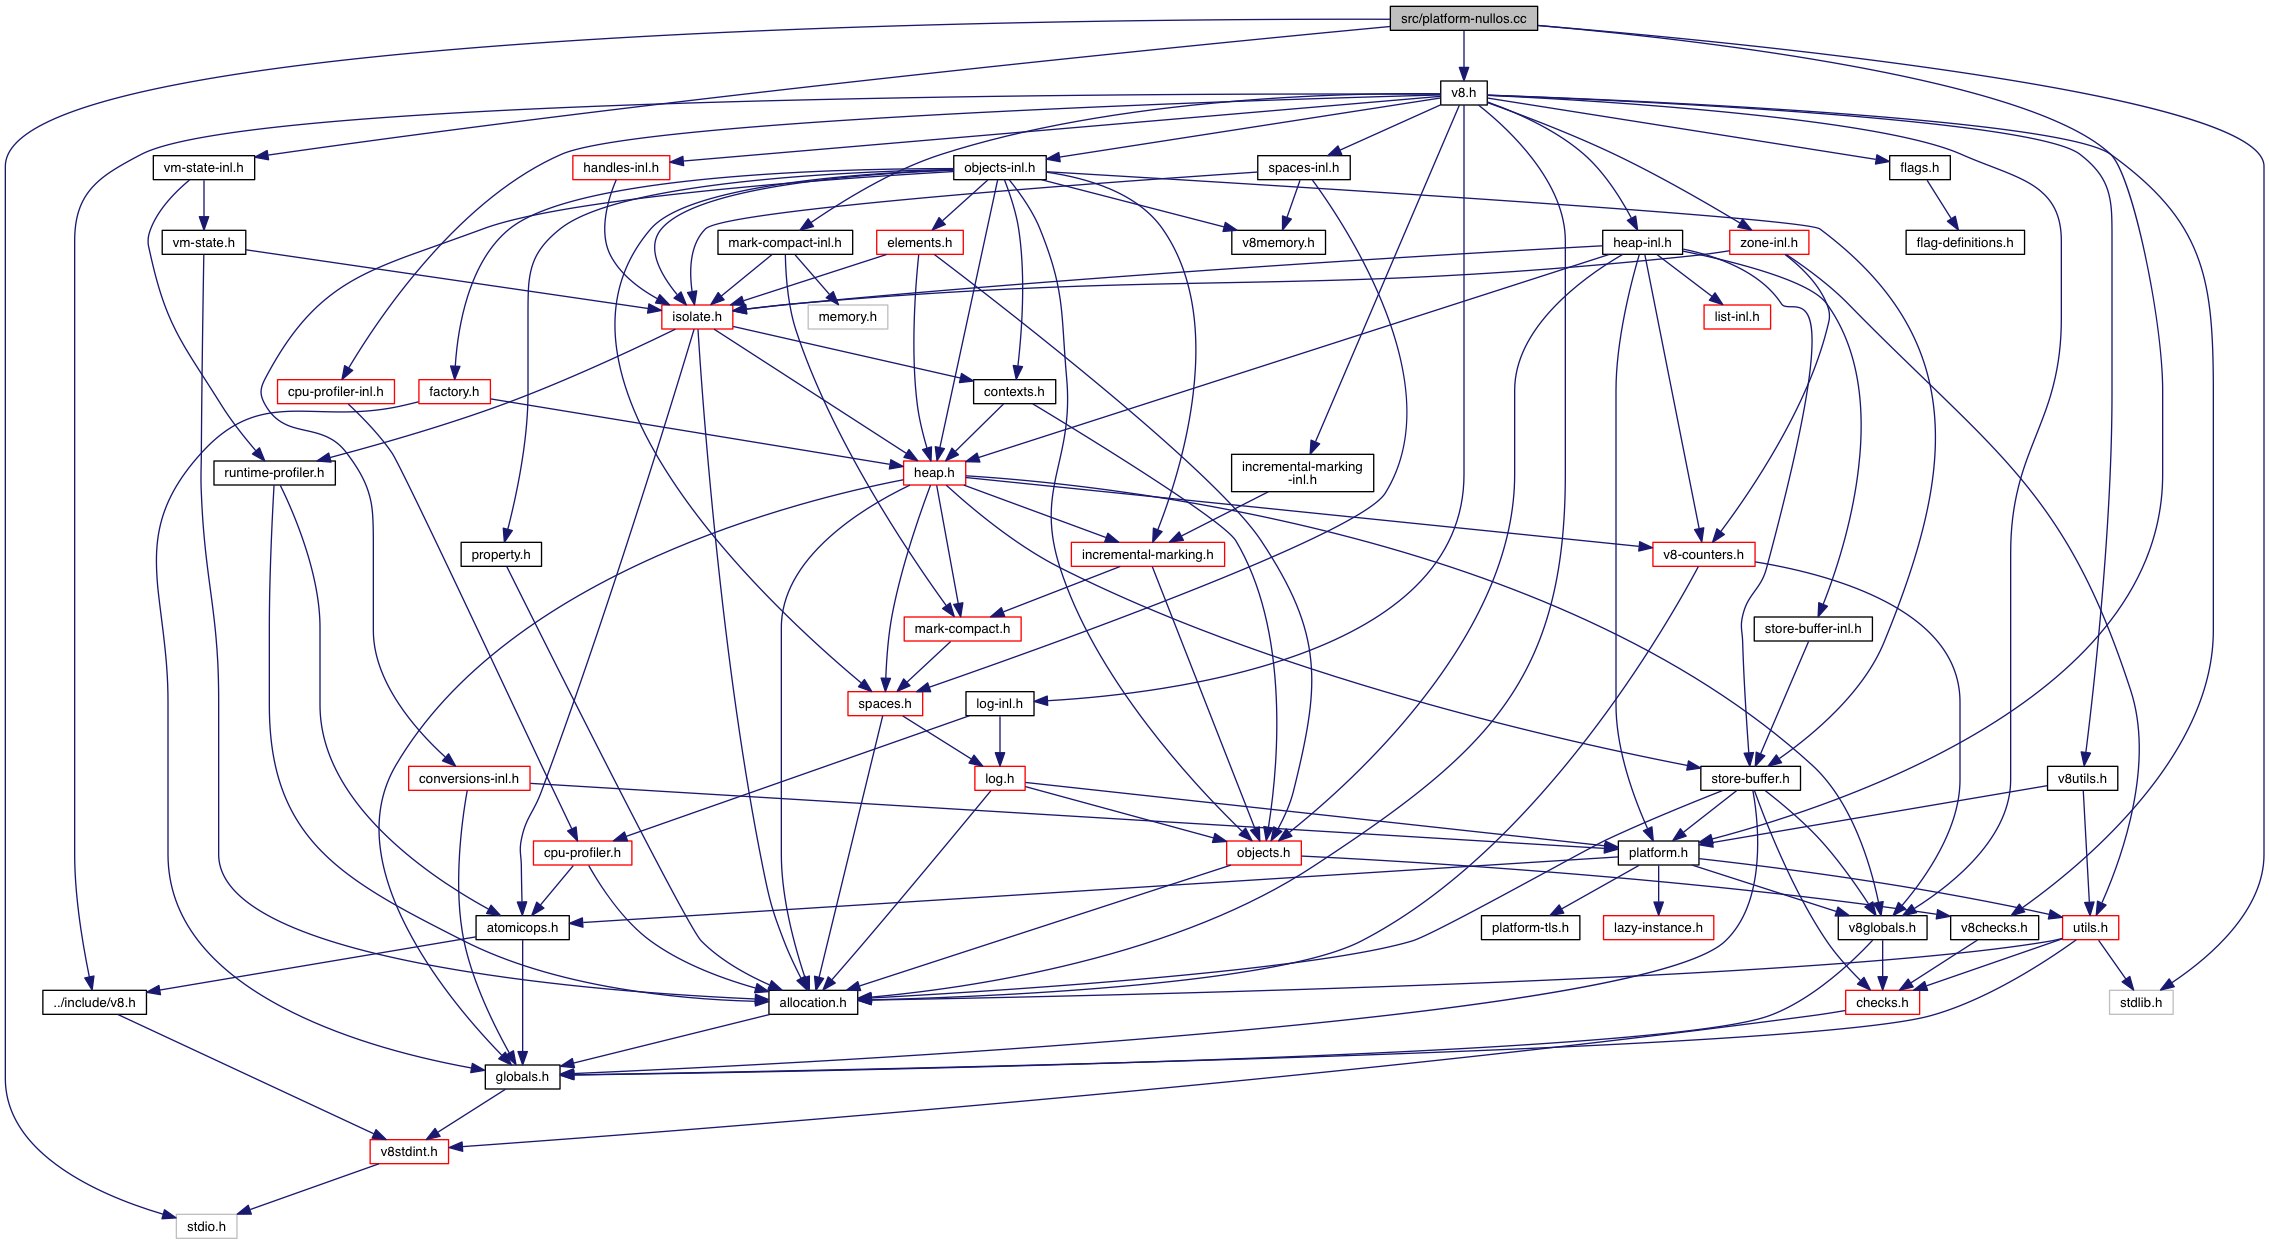 src/platform-nullos.cc
v8.h
vm-state-inl.h
handles-inl.h
objects-inl.h
spaces-inl.h
flags.h
vm-state.h
mark-compact-inl.h
elements.h
v8memory.h
heap-inl.h
zone-inl.h
flag-definitions.h
isolate.h
memory.h
list-inl.h
cpu-profiler-inl.h
factory.h
contexts.h
runtime-profiler.h
heap.h
incremental-marking
-inl.h
property.h
incremental-marking.h
v8-counters.h
mark-compact.h
store-buffer-inl.h
spaces.h
log-inl.h
conversions-inl.h
log.h
store-buffer.h
v8utils.h
cpu-profiler.h
objects.h
platform.h
atomicops.h
platform-tls.h
lazy-instance.h
v8globals.h
v8checks.h
utils.h
../include/v8.h
allocation.h
checks.h
stdlib.h
globals.h
v8stdint.h
stdio.h